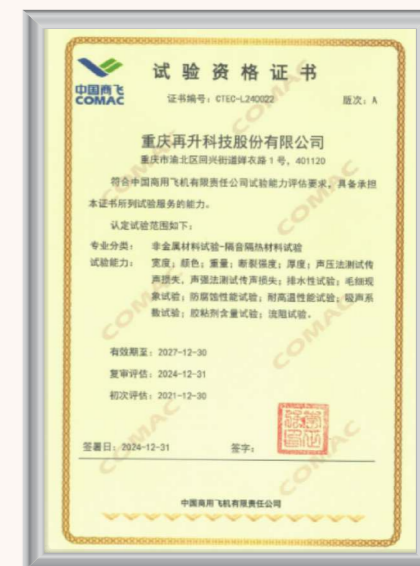 中国商飞
COMAC
试验资格证书
证书编号：CTEC-L240022
版次：A
重庆再升科技股份有限公司
重庆市渝北区回兴街道婵衣路 1 号，401120
符合中国商用飞机有限责任公司试验能力评估要求，具备承担
本证书所列试验服务的能力。
认定试验范围如下：
专业分类： 非金属材料试验-隔音隔热材料试验
试验能力： 宽度；颜色；重量；断裂强度；厚度；声压法测试传
声损失、声强法测试传声损失；排水性试验；毛细现
象试验；防腐蚀性能试验；耐高温性能试验；吸声系
数试验；胶粘剂含量试验；流阻试验。
有效期至：2027-12-30
复审评估：2024-12-31
初次评估：2021-12-30
签署日：2024-12-31
签字：
中国商用飞机有限责任公司